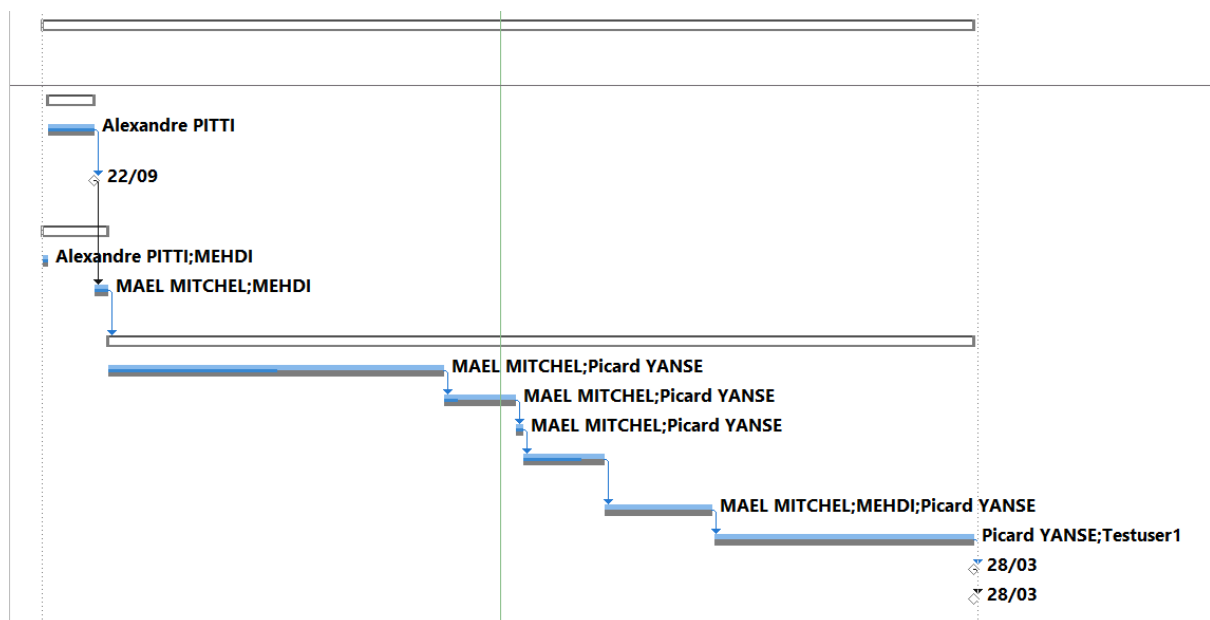 Alexandre PITTI
22/09
Alexandre PITTI;MEHDI
MAEL MITCHEL;MEHDI
MAEL MITCHEL;Picard YANSE
MAEL MITCHEL;Picard YANSE
MAEL MITCHEL;Picard YANSE
MAEL MITCHEL;MEHDI;Picard YANSE
Picard YANSE;Testuser1
28/03
28/03